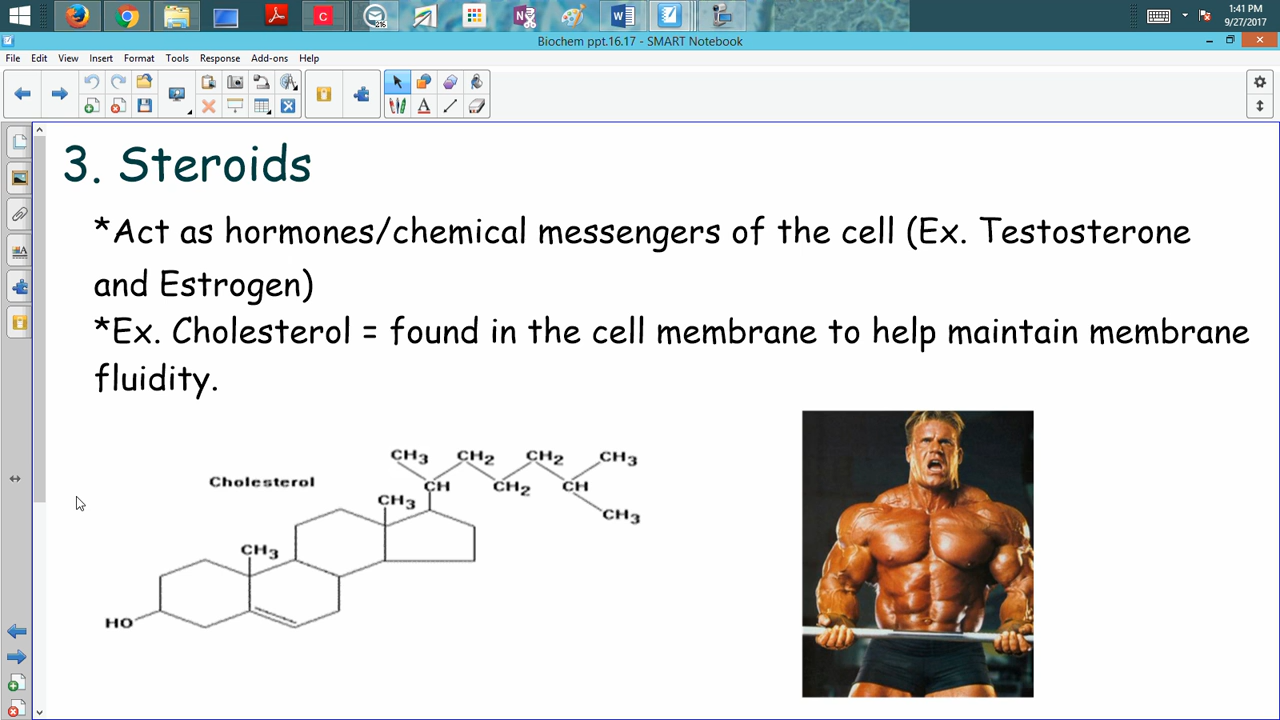 1:41 PM
9/27/2017
Biochem ppt.16.17 - SMART Notebook
File Edit View Insert Format Tools Response Add-ons Help
3. Steroids
*Act as hormones/chemical messengers of the cell (Ex. Testosterone
and Estrogen)
*Ex. Cholesterol = found in the cell membrane to help maintain membrane
fluidity.
CH3 CH2 CH2 CH3
Cholesterol
CH CH2 CH
CH3 CH3
CH3
HO